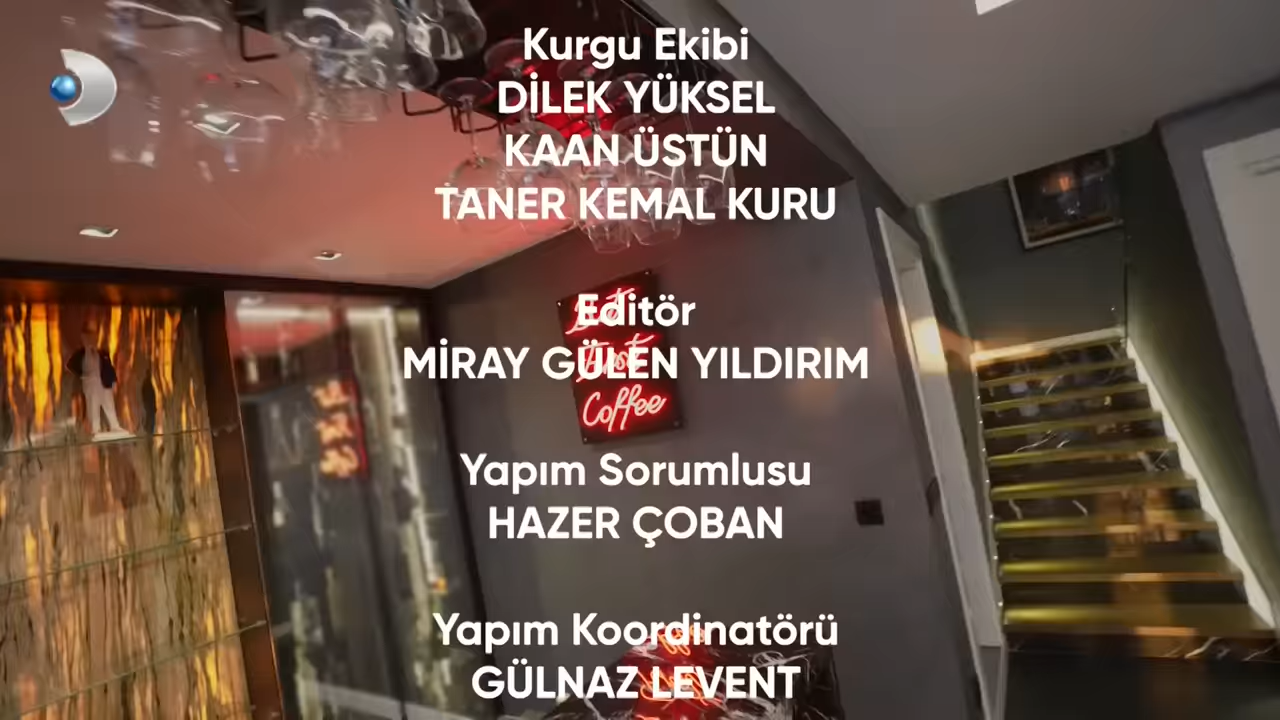 Kurgu Ekibi
DİLEK YÜKSEL
KAAN ÜSTÜN
TANER KEMAL KURU
Editör
MİRAY GÜLEN YILDIRIM
Coffee
Yapım Sorumlusu
HAZER ÇOBAN
Yapım Koordinatörü
GÜLNAZ LEVENT